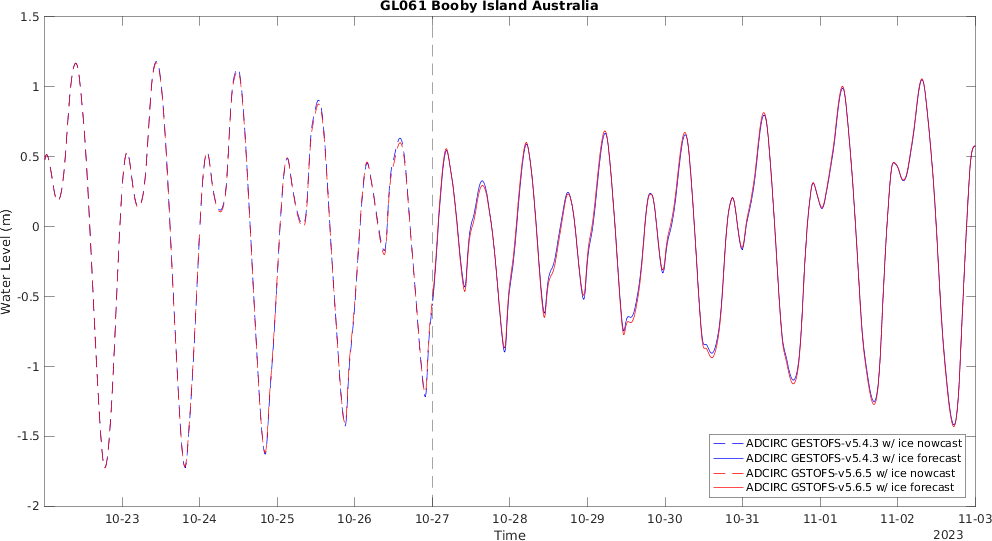 GL061 Booby Island Australia
1.5
1
0.5
0
-0.5
-1
-1.5
-2
Water Level (m)
10-23 10-24 10-25 10-26 10-27 10-28 10-29 10-30 10-31 11-01 11-02 11-03
Time
2023
ADCIRC GESTOFS-v5.4.3 w/ ice nowcast
ADCIRC GESTOFS-v5.4.3 w/ ice forecast
ADCIRC GSTOFS-v5.6.5 w/ ice nowcast
ADCIRC GSTOFS-v5.6.5 w/ ice forecast